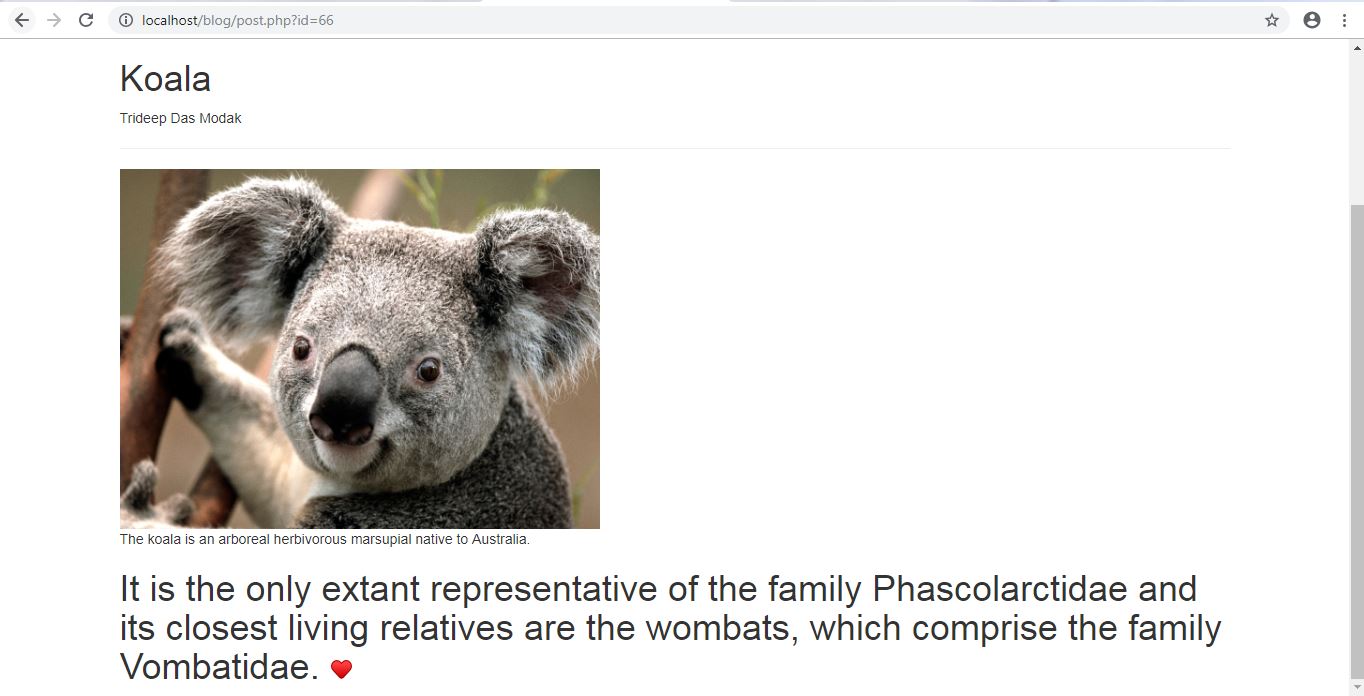 localhost/blog/post.php?id=66
Koala
Trideep Das Modak
The koala is an arboreal herbivorous marsupial native to Australia.
It is the only extant representative of the family Phascolarctidae and
its closest living relatives are the wombats, which comprise the family
Vombatidae. ❤